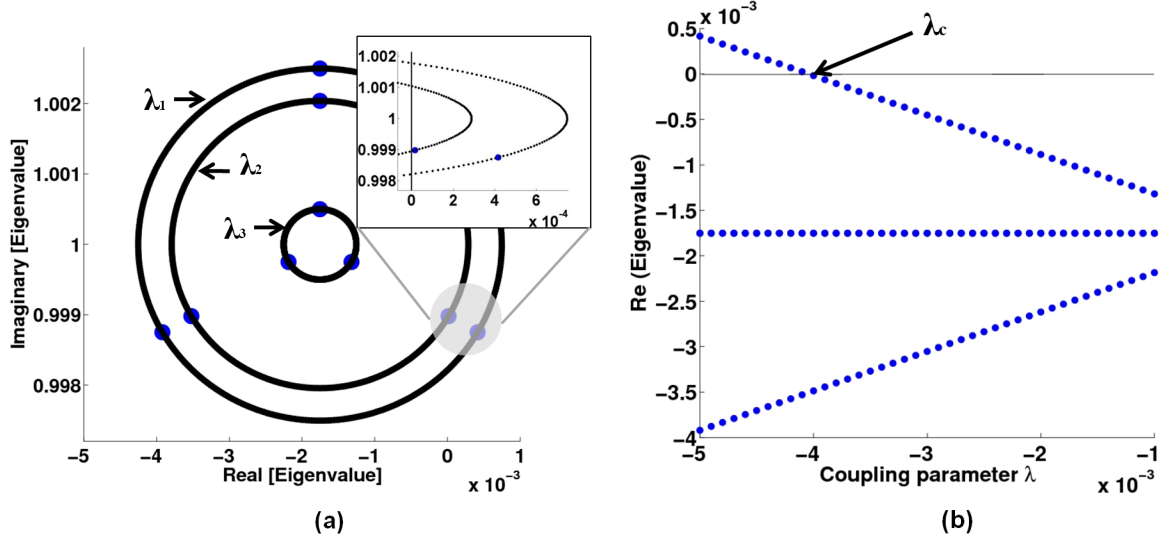 λ1
λ2
λ3
1.002
1.001
1
0.999
0.998
Imaginary [Eigenvalue]
−5
−4
−3
−2
−1
0
1
x 10⁻³
Real [Eigenvalue]
1.002
1.001
1
0.999
0.998
0
2
4
6
x 10⁻⁴
(a)
x 10⁻³
λc
0.5
0
−0.5
−1
−1.5
−2
−2.5
−3
−3.5
−4
Re (Eigenvalue)
−5
−4
−3
−2
−1
Coupling parameter λ
x 10⁻³
(b)